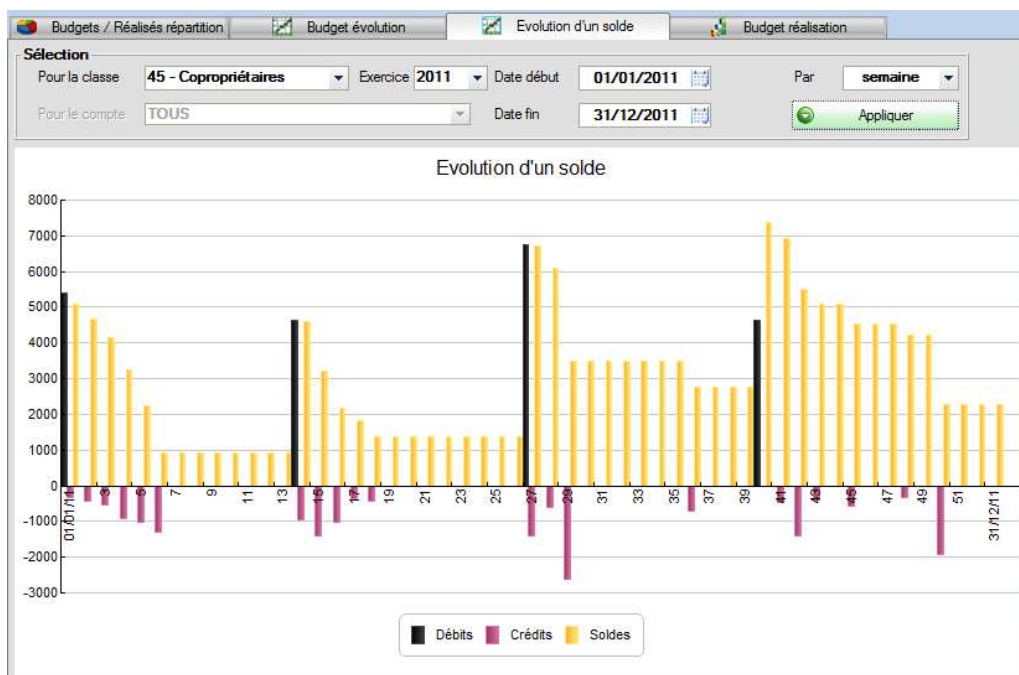 Budgets / Réalisés répartition Budget évolution Evolution d'un solde Budget réalisation
Sélection
Pour la classe 45 - Copropriétaires Exercice 2011 Date début 01/01/2011 Par semaine
Pour le compte TOUS Date fin 31/12/2011 Appliquer
Evolution d'un solde
8000
7000
6000
5000
4000
3000
2000
1000
0
-1000
-2000
-3000
01/01/11 3 5 7 9 11 13 15 17 19 21 23 25 27 29 31 33 35 37 39 41 43 45 47 49 51 31/12/11
Débits Crédits Soldes